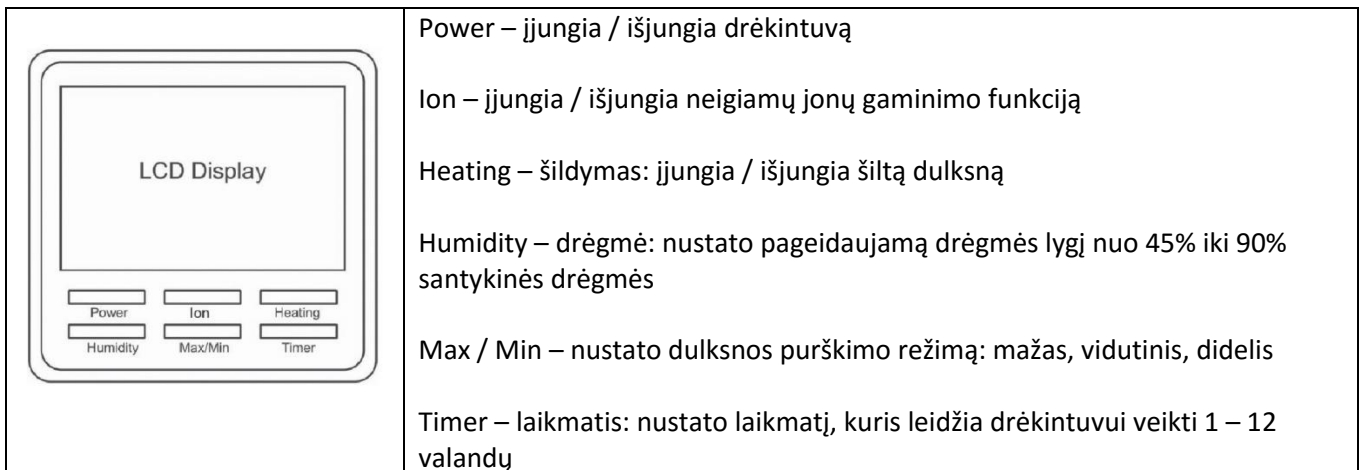 LCD Display
Power Ion Heating
Humidity Max/Min Timer
Power – įjungia / išjungia drėkintuvą
Ion – įjungia / išjungia neigiamų jonų gaminimo funkciją
Heating – šildymas: įjungia / išjungia šiltą dulksną
Humidity – drėgmė: nustato pageidaujamą drėgmės lygį nuo 45% iki 90%
santykinės drėgmės
Max / Min – nustato dulksnos purškimo režimą: mažas, vidutinis, didelis
Timer – laikmatis: nustato laikmatį, kuris leidžia drėkintuvui veikti 1 – 12
valandų